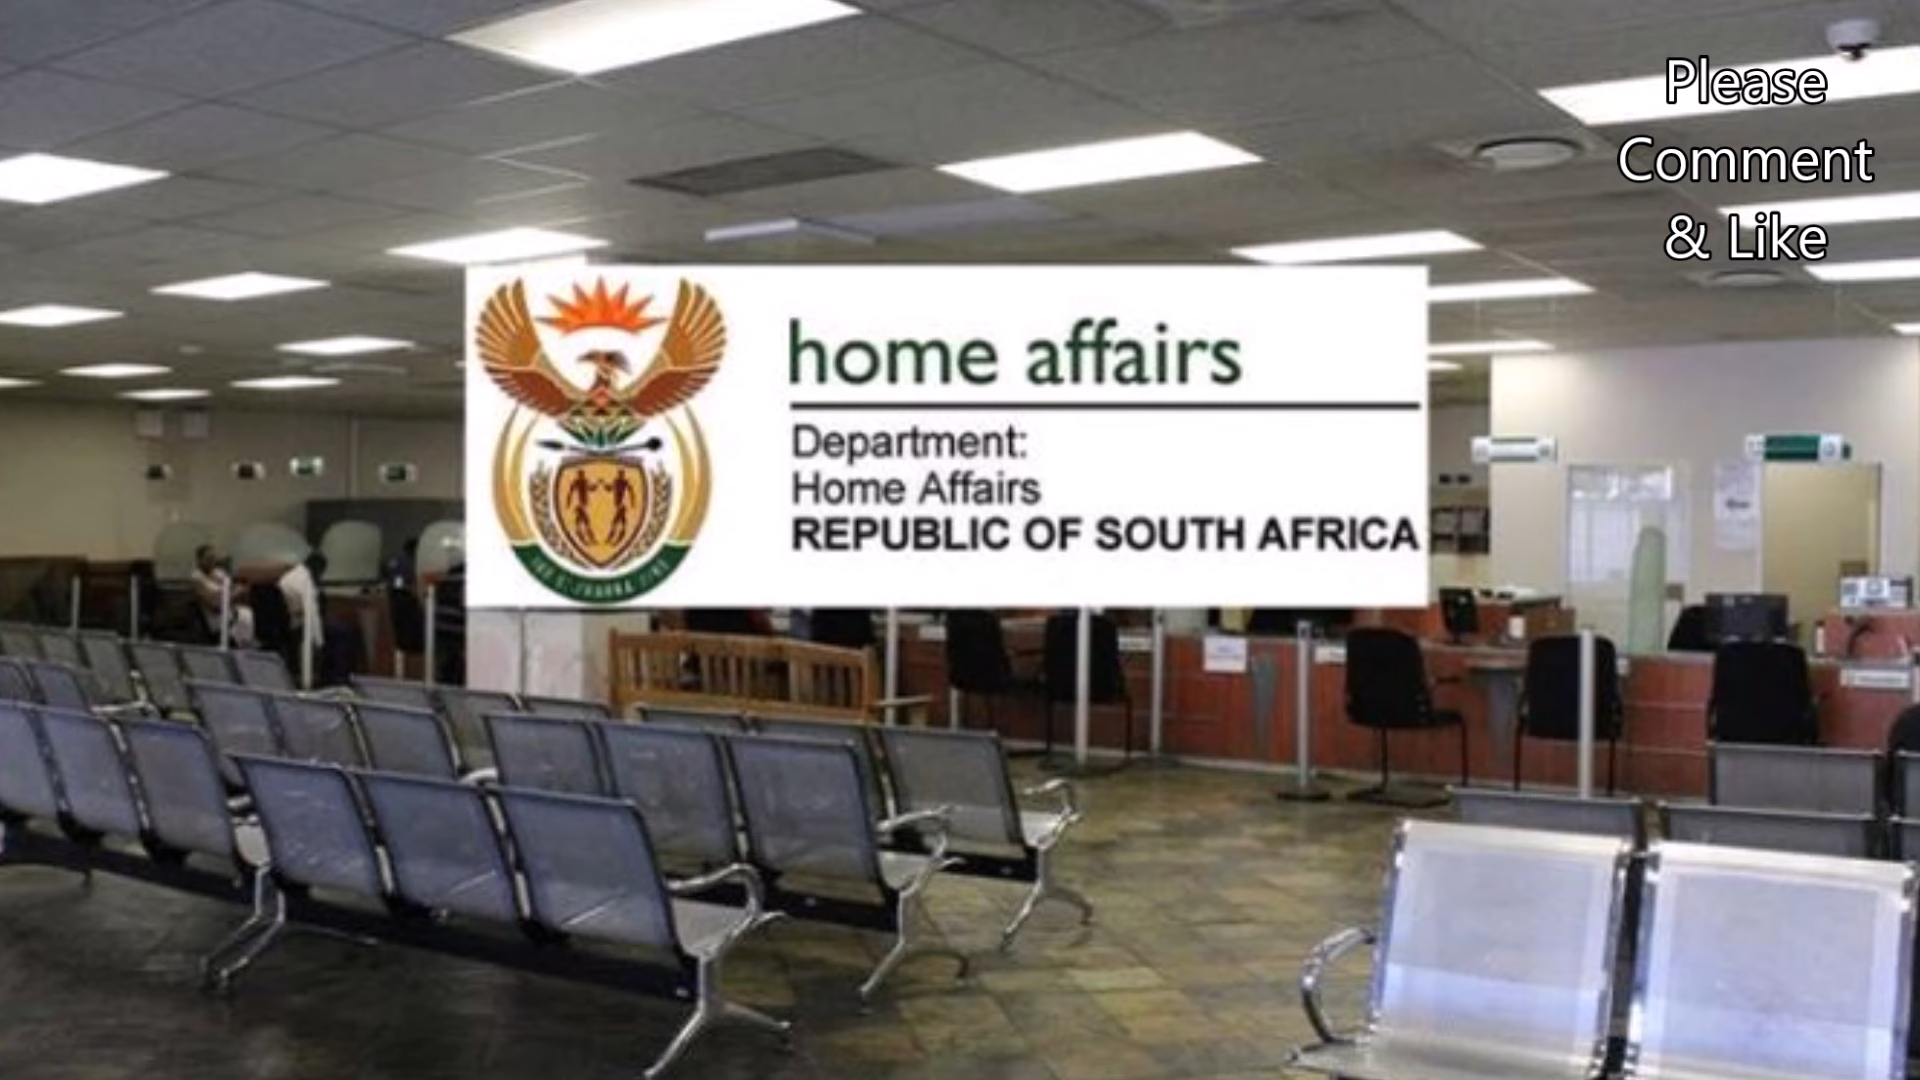 Please
Comment
& Like
home affairs
Department:
Home Affairs
REPUBLIC OF SOUTH AFRICA